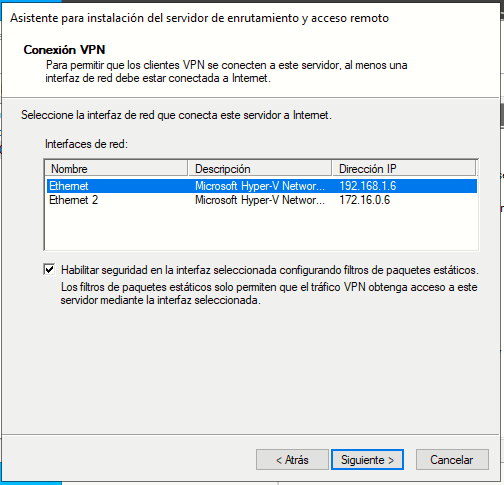 Asistente para instalación del servidor de enrutamiento y acceso remoto
Conexión VPN
Para permitir que los clientes VPN se conecten a este servidor, al menos una
interfaz de red debe estar conectada a Internet.
Seleccione la interfaz de red que conecta este servidor a Internet.
Interfaces de red:
Nombre Descripción Dirección IP
Ethernet Microsoft Hyper-V Networ... 192.168.1.6
Ethernet 2 Microsoft Hyper-V Networ... 172.16.0.6
Habilitar seguridad en la interfaz seleccionada configurando filtros de paquetes estáticos.
Los filtros de paquetes estáticos solo permiten que el tráfico VPN obtenga acceso a este
servidor mediante la interfaz seleccionada.
< Atrás Siguiente > Cancelar